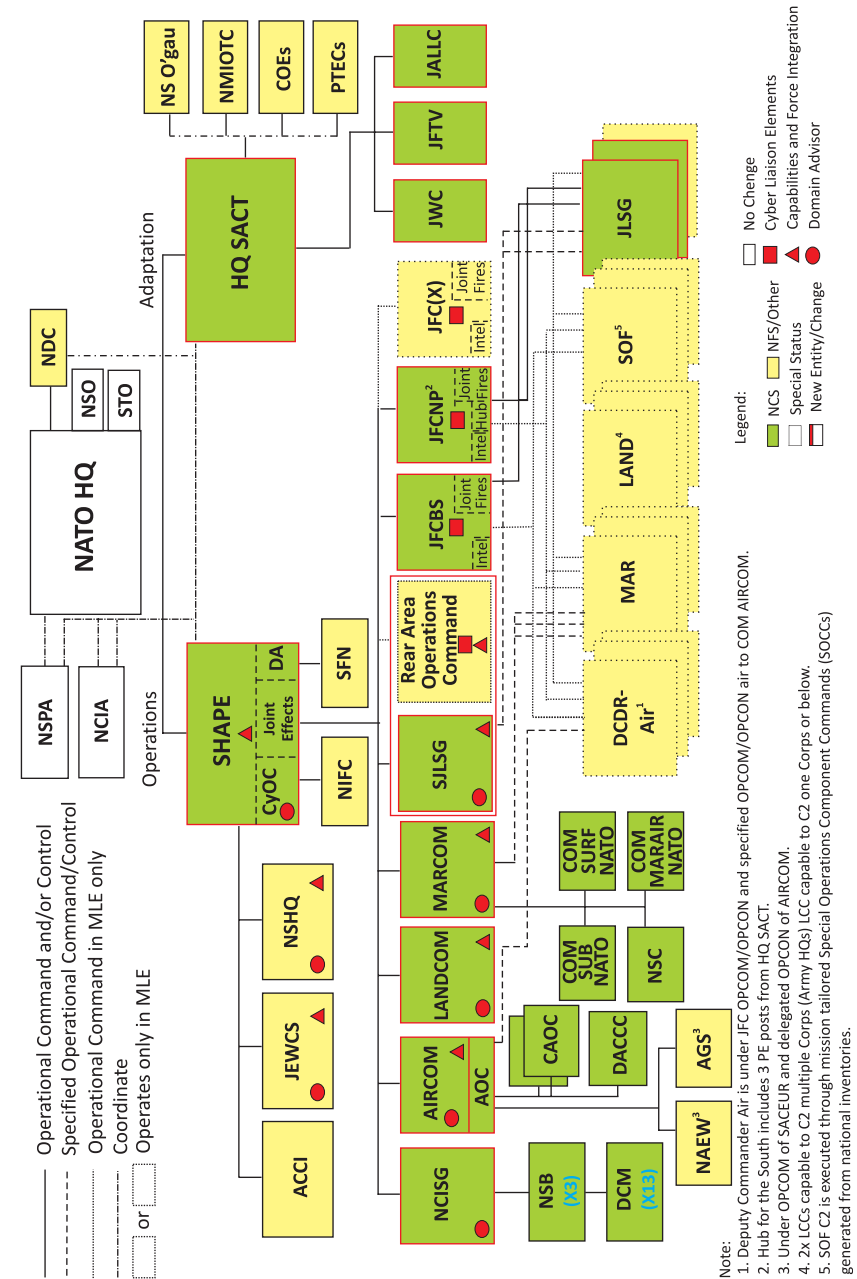 Operational Command and/or Control
Specified Operational Command/Control
Operational Command in MLE only
Coordinate
or
Operates only in MLE
NSPA
NCIA
NATO HQ
NSO
STO
NDC
Operations
Adaptation
SHAPE
CyOC
Joint
Effects
DA
HQ SACT
NS O'gau
NMIOTC
COEs
PTECs
ACCI
JEWCS
NSHQ
NIFC
SFN
JWC
JFTV
JALLC
NCISG
AIRCOM
AOC
LANDCOM
MARCOM
SJLSG
Rear Area
Operations
Command
JFCBS
Intel
Joint
Fires
JFCNP²
Intel
Hub
Joint
Fires
JFC(X)
Intel
Joint
Fires
NSB
(X3)
DCM
(X13)
CAOC
DACCC
NAEW³
AGS³
COM
SUB
NATO
COM
SURF
NATO
NSC
COM
MARAIR
NATO
DCDR-
Air¹
MAR
LAND⁴
SOF⁵
JLSG
Note:
1. Deputy Commander Air is under JFC OPCOM/OPCON and specified OPCOM/OPCON air to COM AIRCOM.
2. Hub for the South includes 3 PE posts from HQ SACT.
3. Under OPCOM of SACEUR and delegated OPCON of AIRCOM.
4. 2x LCCs capable to C2 multiple Corps (Army HQs) LCC capable to C2 one Corps or below.
5. SOF C2 is executed through mission tailored Special Operations Component Commands (SOCCs)
generated from national inventories.
Legend:
NCS
NFS/Other
No Chenge
Special Status
Cyber Liaison Elements
New Entity/Change
Capabilities and Force Integration
Domain Advisor